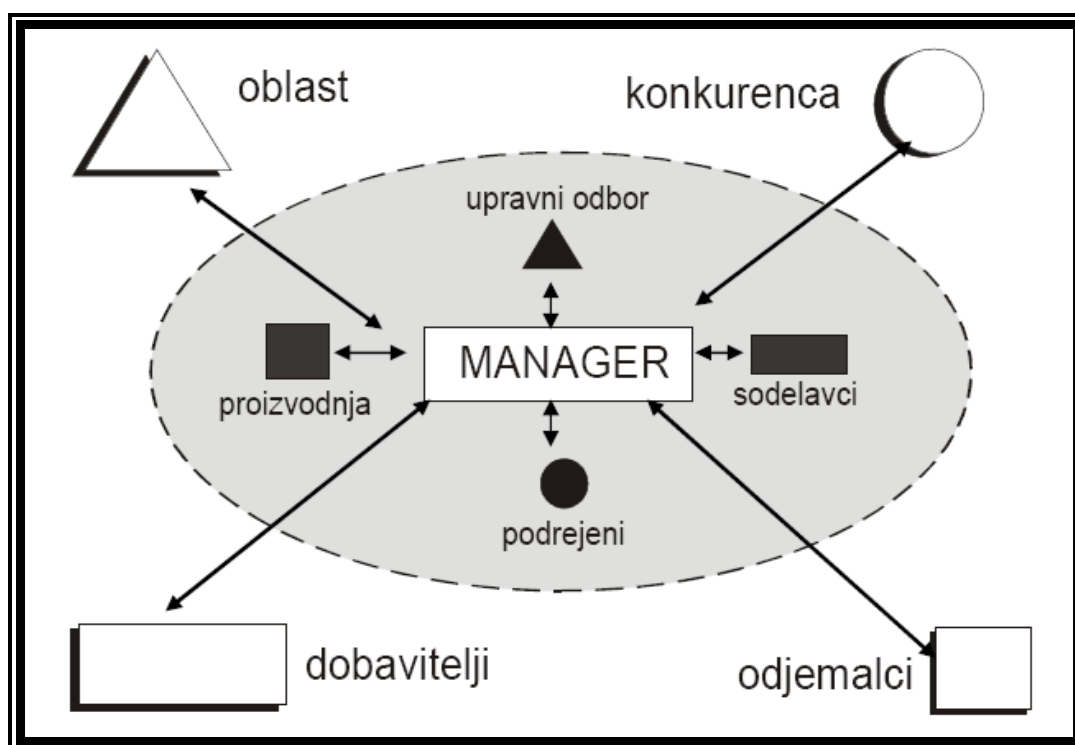 oblast
konkurenca
upravni odbor
MANAGER
proizvodnja
sodelavci
podrejeni
dobavitelji
odjemalci